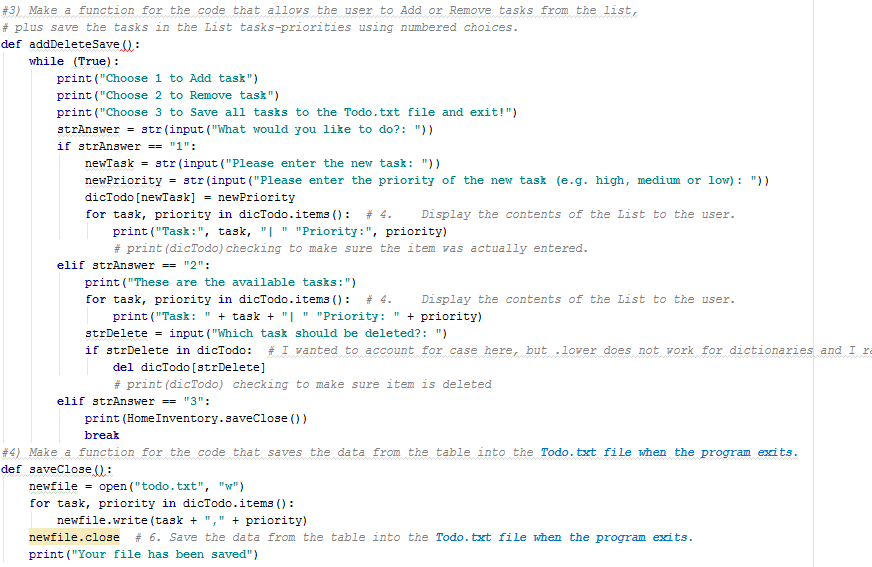 #3) Make a function for the code that allows the user to Add or Remove tasks from the list,
# plus save the tasks in the List tasks-priorities using numbered choices.
def addDeleteSave():
    while (True):
        print("Choose 1 to Add task")
        print("Choose 2 to Remove task")
        print("Choose 3 to Save all tasks to the Todo.txt file and exit!")
        strAnswer = str(input("What would you like to do?: "))
        if strAnswer == "1":
            newTask = str(input("Please enter the new task: "))
            newPriority = str(input("Please enter the priority of the new task (e.g. high, medium or low): "))
            dicTodo[newTask] = newPriority
            for task, priority in dicTodo.items():  # 4.    Display the contents of the List to the user.
                print("Task:", task, "| " "Priority:", priority)
                # print(dicTodo)checking to make sure the item was actually entered.
        elif strAnswer == "2":
            print("These are the available tasks:")
            for task, priority in dicTodo.items():  # 4.    Display the contents of the List to the user.
                print("Task: " + task + "| " "Priority: " + priority)
            strDelete = input("Which task should be deleted?: ")
            if strDelete in dicTodo:  # I wanted to account for case here, but .lower does not work for dictionaries and I ra
                del dicTodo[strDelete]
                # print(dicTodo) checking to make sure item is deleted
        elif strAnswer == "3":
            print(HomeInventory.saveClose())
            break
#4) Make a function for the code that saves the data from the table into the Todo.txt file when the program exits.
def saveClose():
    newfile = open("todo.txt", "w")
    for task, priority in dicTodo.items():
        newfile.write(task + "," + priority)
    newfile.close  # 6. Save the data from the table into the Todo.txt file when the program exits.
    print("Your file has been saved")